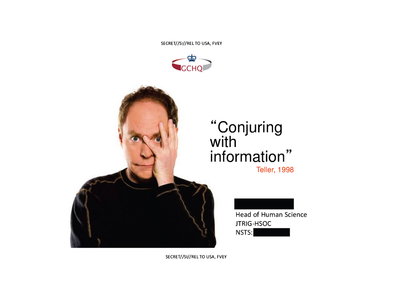 SECRET//SI//REL TO USA, FVEY
GCHQ
“Conjuring
with
information”
Teller, 1998
Head of Human Science
JTRIG-HSOC
NSTS:
SECRET//SI//REL TO USA, FVEY